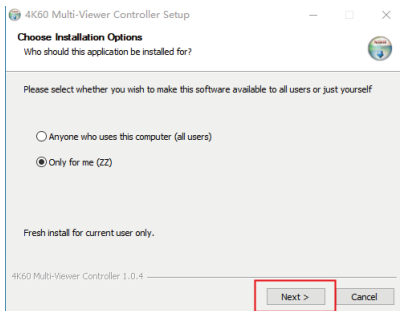 4K60 Multi-Viewer Controller Setup
Choose Installation Options
Who should this application be installed for?
Please select whether you wish to make this software available to all users or just yourself
Anyone who uses this computer (all users)
Only for me (ZZ)
Fresh install for current user only.
4K60 Multi-Viewer Controller 1.0.4
Next >
Cancel